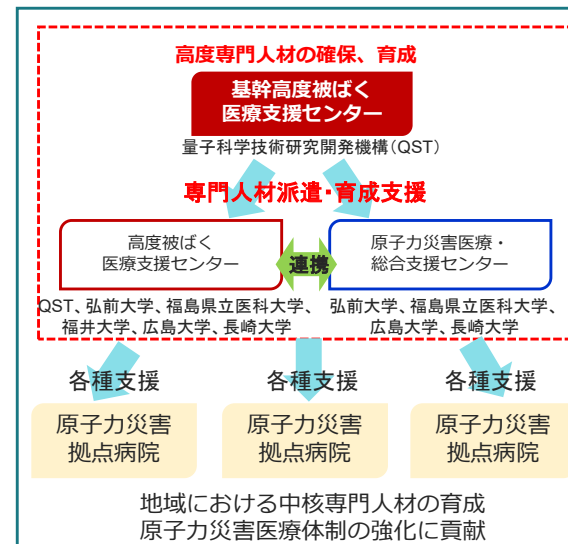 高度専門人材の確保、育成
基幹高度被ばく
医療支援センター
量子科学技術研究開発機構(QST)
専門人材派遣・育成支援
高度被ばく
医療支援センター
連携
原子力災害医療・
総合支援センター
QST、弘前大学、福島県立医科大学、
福井大学、広島大学、長崎大学
弘前大学、福島県立医科大学、
広島大学、長崎大学
各種支援
各種支援
各種支援
原子力災害
拠点病院
原子力災害
拠点病院
原子力災害
拠点病院
地域における中核専門人材の育成
原子力災害医療体制の強化に貢献